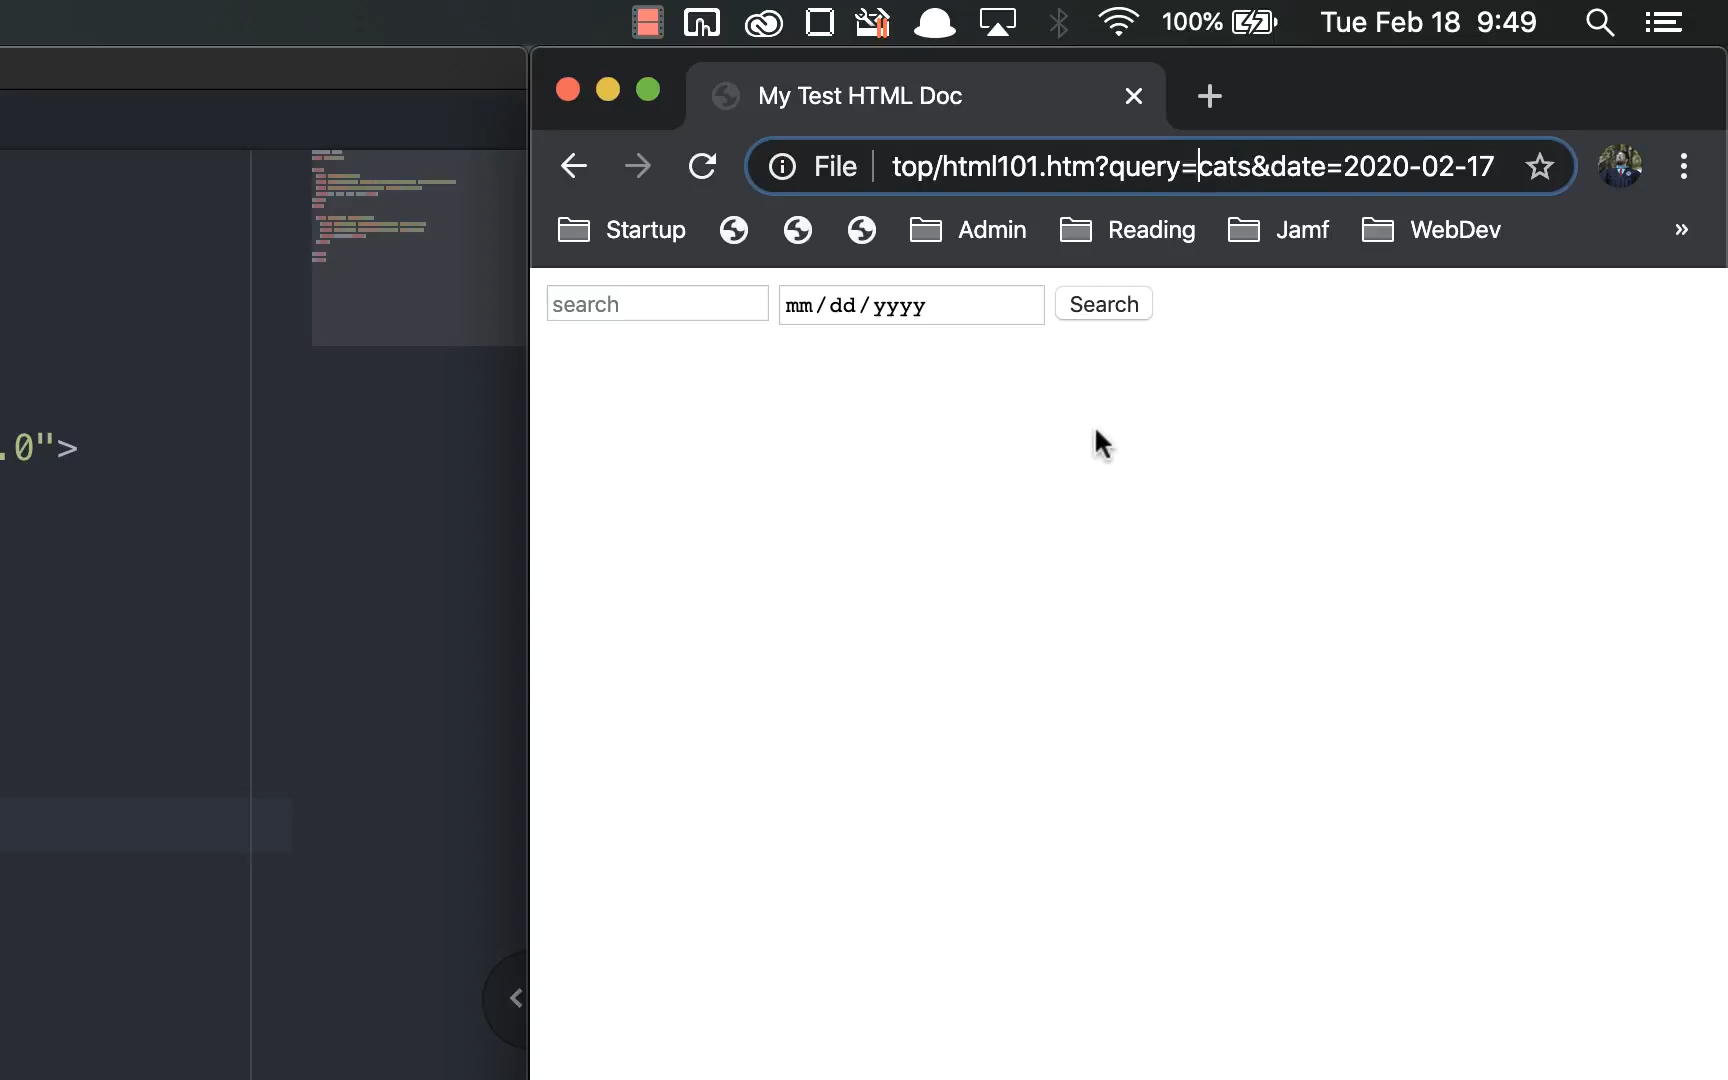 100% Tue Feb 18 9:49
My Test HTML Doc
File top/html101.htm?query=cats&date=2020-02-17
Startup Admin Reading Jamf WebDev »
search mm/dd/yyyy Search
.0">